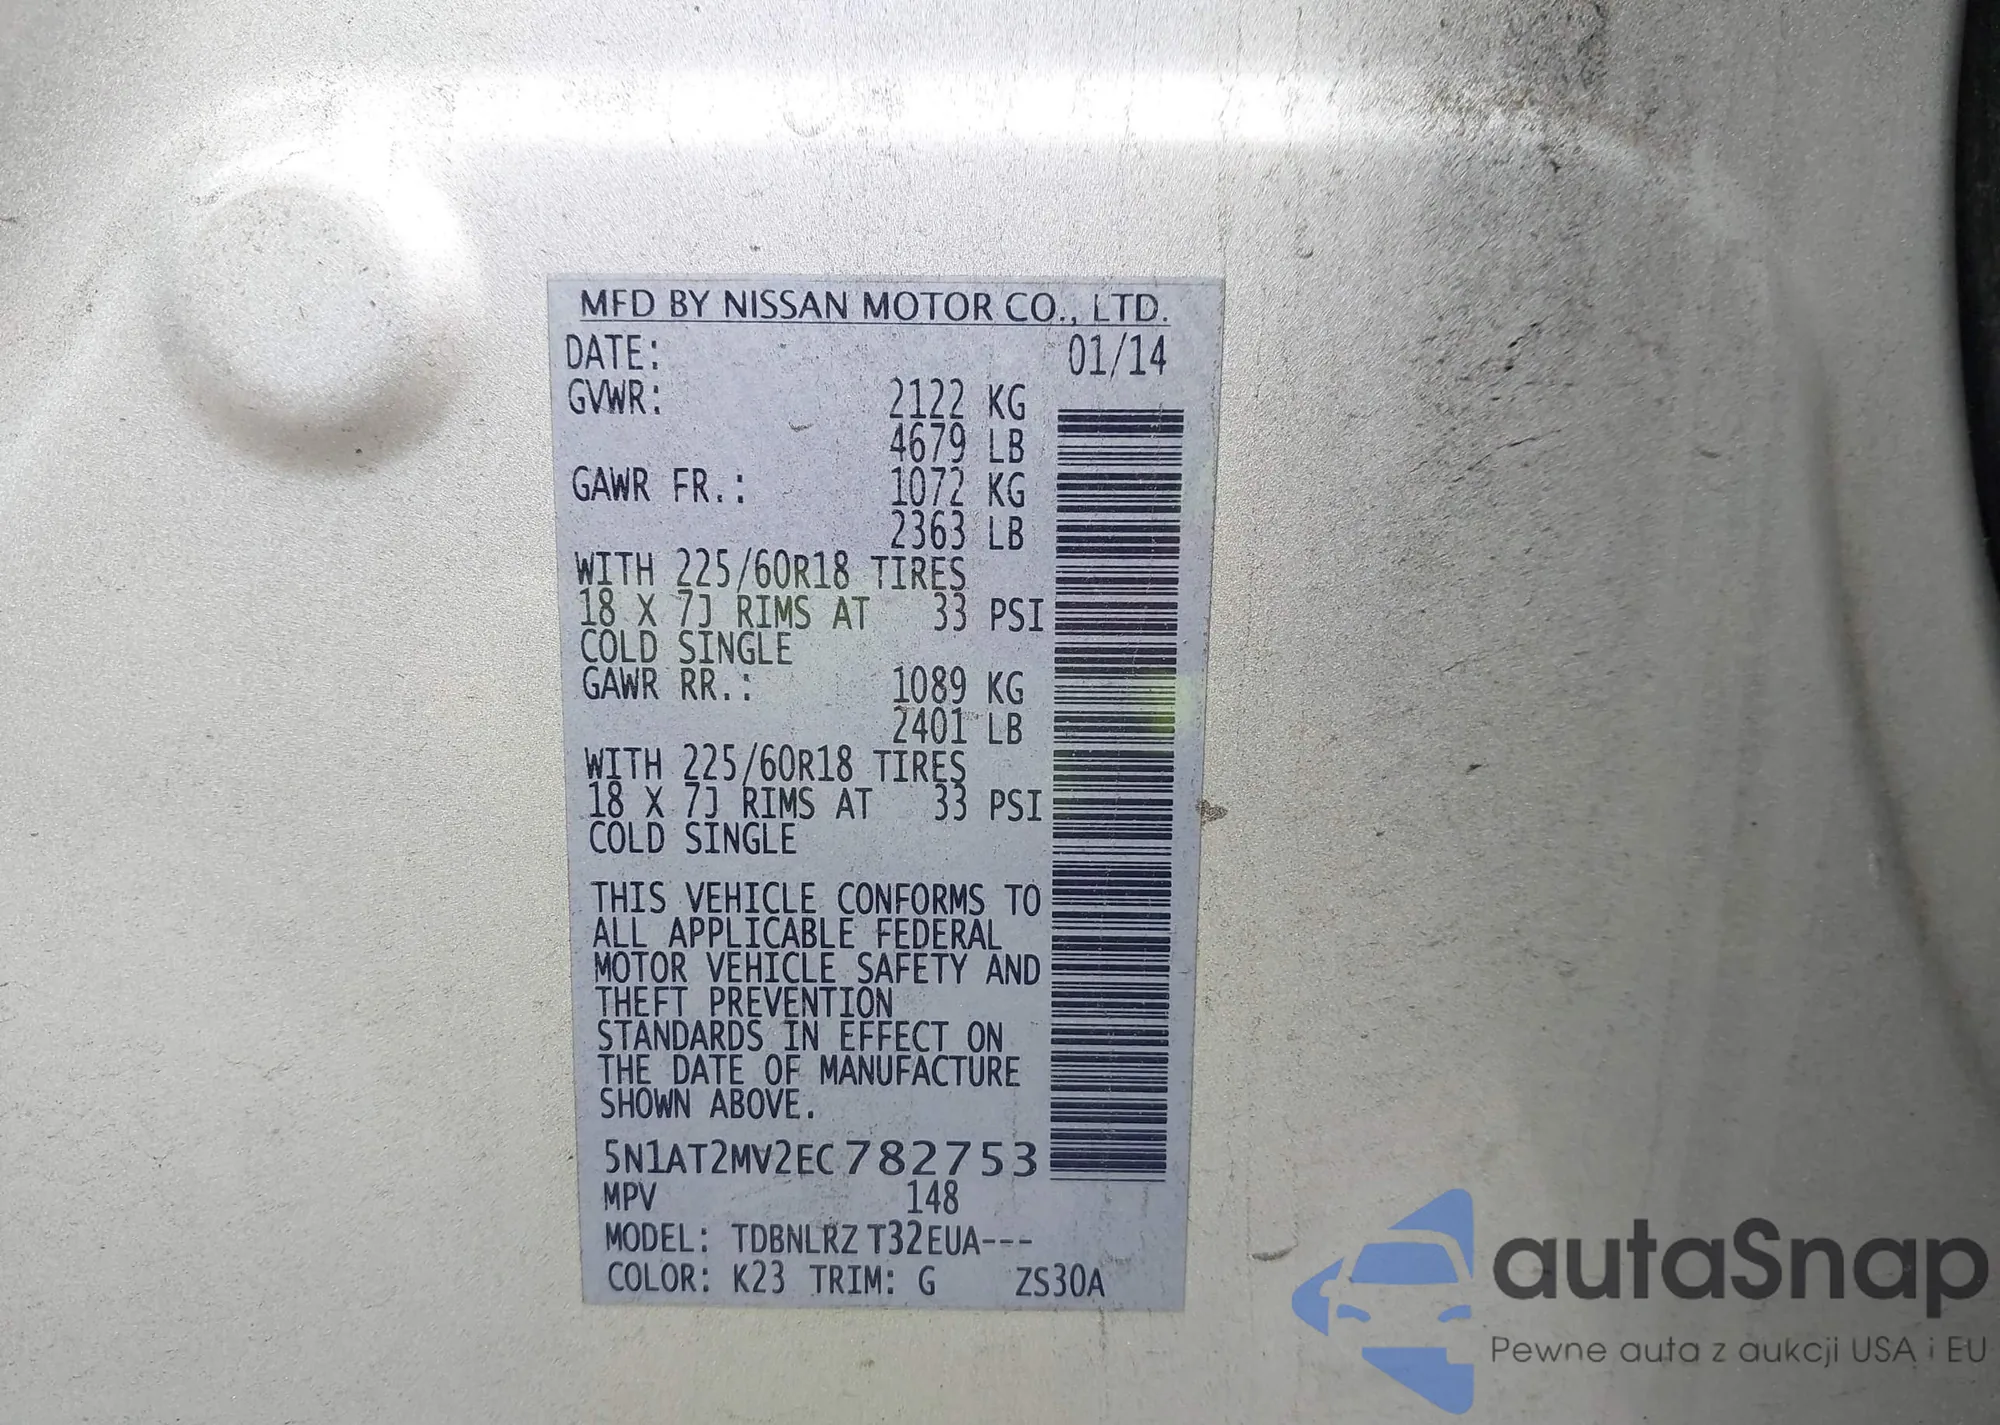 MFD BY NISSAN MOTOR CO., LTD.
DATE: 01/14
GVWR: 2122 KG
4679 LB
GAWR FR.: 1072 KG
2363 LB
WITH 225/60R18 TIRES
18 X 7J RIMS AT 33 PSI
COLD SINGLE
GAWR RR.: 1089 KG
2401 LB
WITH 225/60R18 TIRES
18 X 7J RIMS AT 33 PSI
COLD SINGLE
THIS VEHICLE CONFORMS TO
ALL APPLICABLE FEDERAL
MOTOR VEHICLE SAFETY AND
THEFT PREVENTION
STANDARDS IN EFFECT ON
THE DATE OF MANUFACTURE
SHOWN ABOVE.
5N1AT2MV2EC782753
MPV 148
MODEL: TDBNLRZ T32EUA---
COLOR: K23 TRIM: G ZS30A
autaSnap
Pewne auta z aukcji USA i EU